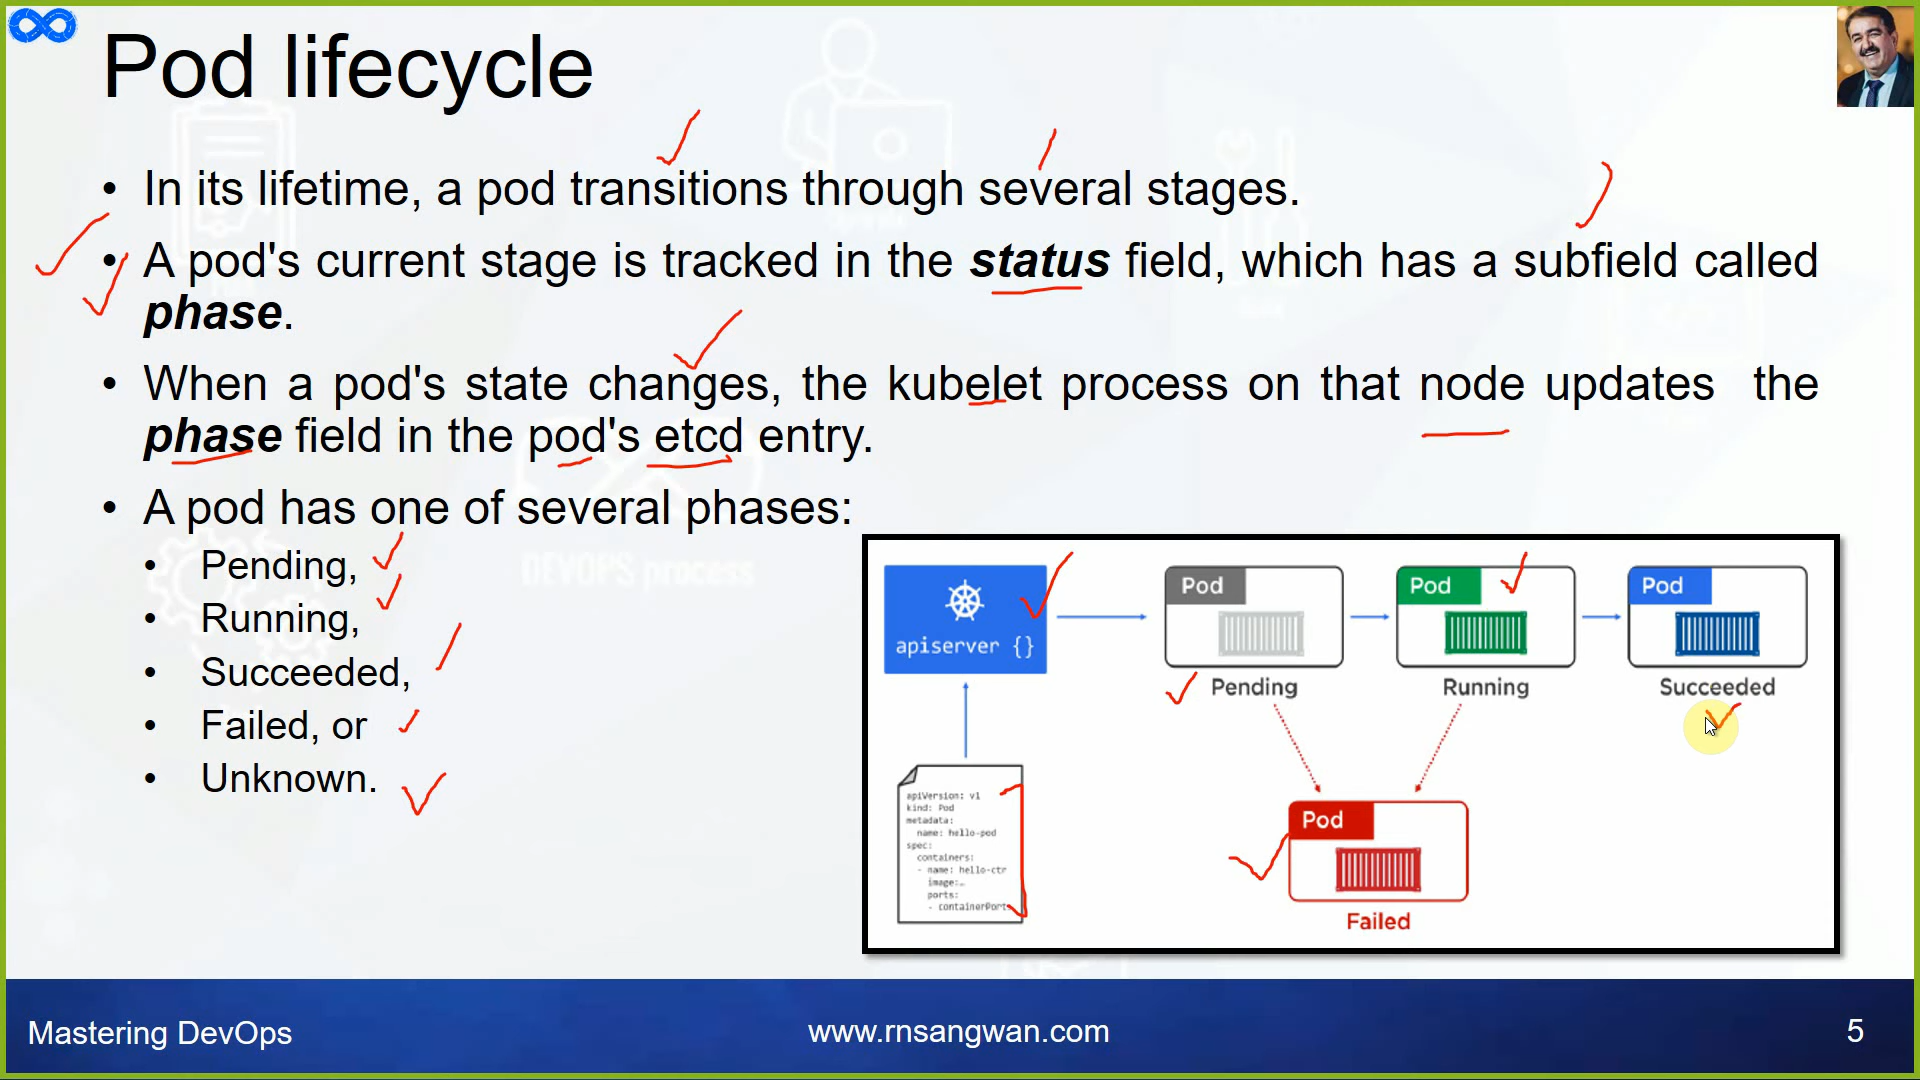 Pod lifecycle
• In its lifetime, a pod transitions through several stages.
• A pod's current stage is tracked in the status field, which has a subfield called
phase.
• When a pod's state changes, the kubelet process on that node updates the
phase field in the pod's etcd entry.
• A pod has one of several phases:
• Pending,
• Running,
• Succeeded,
• Failed, or
• Unknown.
apiserver {}
Pod
Pending
Pod
Running
Pod
Succeeded
apiVersion: v1
kind: Pod
metadata:
name: hello-pod
spec:
containers:
- name: hello-ctr
image:…
ports:
- containerPort
Pod
Failed
DEVOPS process
Mastering DevOps
www.rnsangwan.com
5